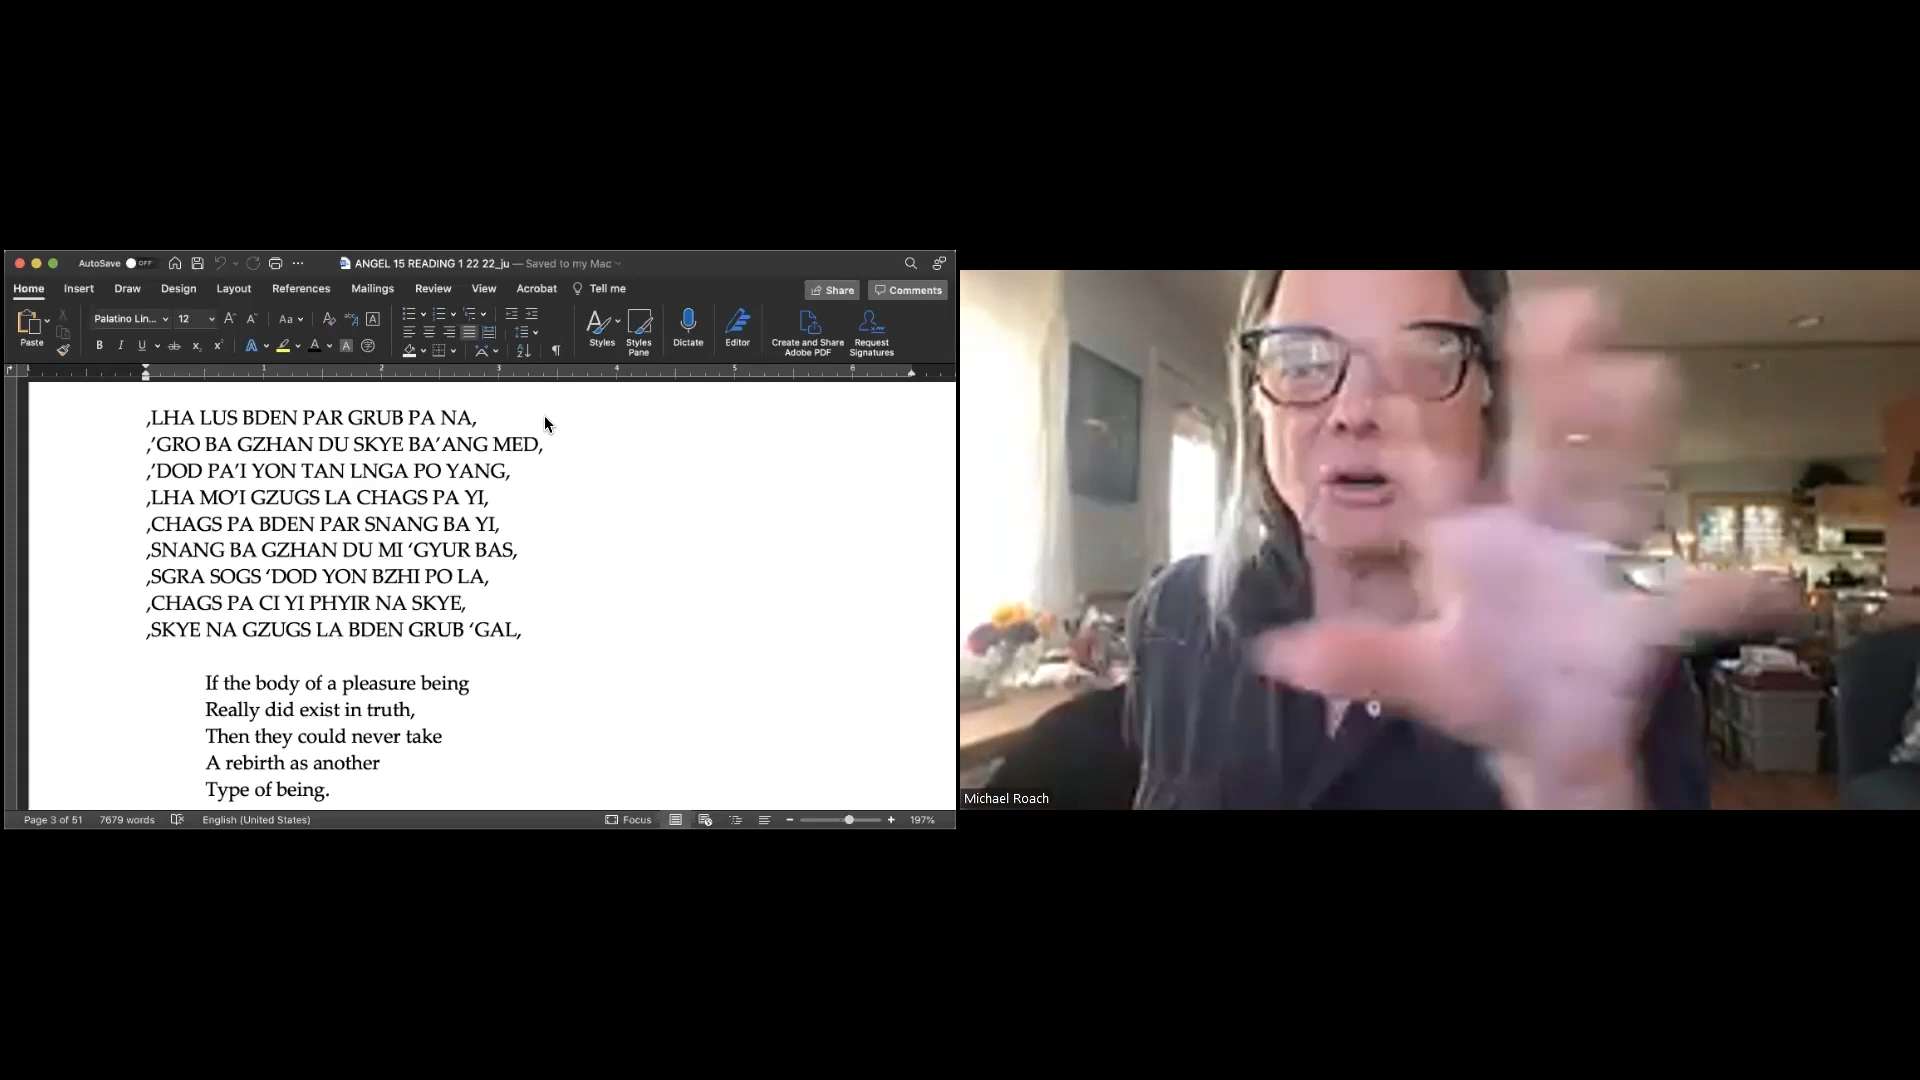 AutoSave OFF ANGEL 15 READING 1 22 22_ju — Saved to my Mac
Home Insert Draw Design Layout References Mailings Review View Acrobat Tell me Share Comments
Palatino Lin... 12
Paste Styles Styles Pane Dictate Editor Create and Share Adobe PDF Request Signatures
1 1 2 3 4 5 6
,LHA LUS BDEN PAR GRUB PA NA,
,’GRO BA GZHAN DU SKYE BA’ANG MED,
,’DOD PA’I YON TAN LNGA PO YANG,
,LHA MO’I GZUGS LA CHAGS PA YI,
,CHAGS PA BDEN PAR SNANG BA YI,
,SNANG BA GZHAN DU MI ‘GYUR BAS,
,SGRA SOGS ‘DOD YON BZHI PO LA,
,CHAGS PA CI YI PHYIR NA SKYE,
,SKYE NA GZUGS LA BDEN GRUB ‘GAL,
If the body of a pleasure being
Really did exist in truth,
Then they could never take
A rebirth as another
Type of being.
Page 3 of 51 7679 words English (United States) Focus 197%
Michael Roach